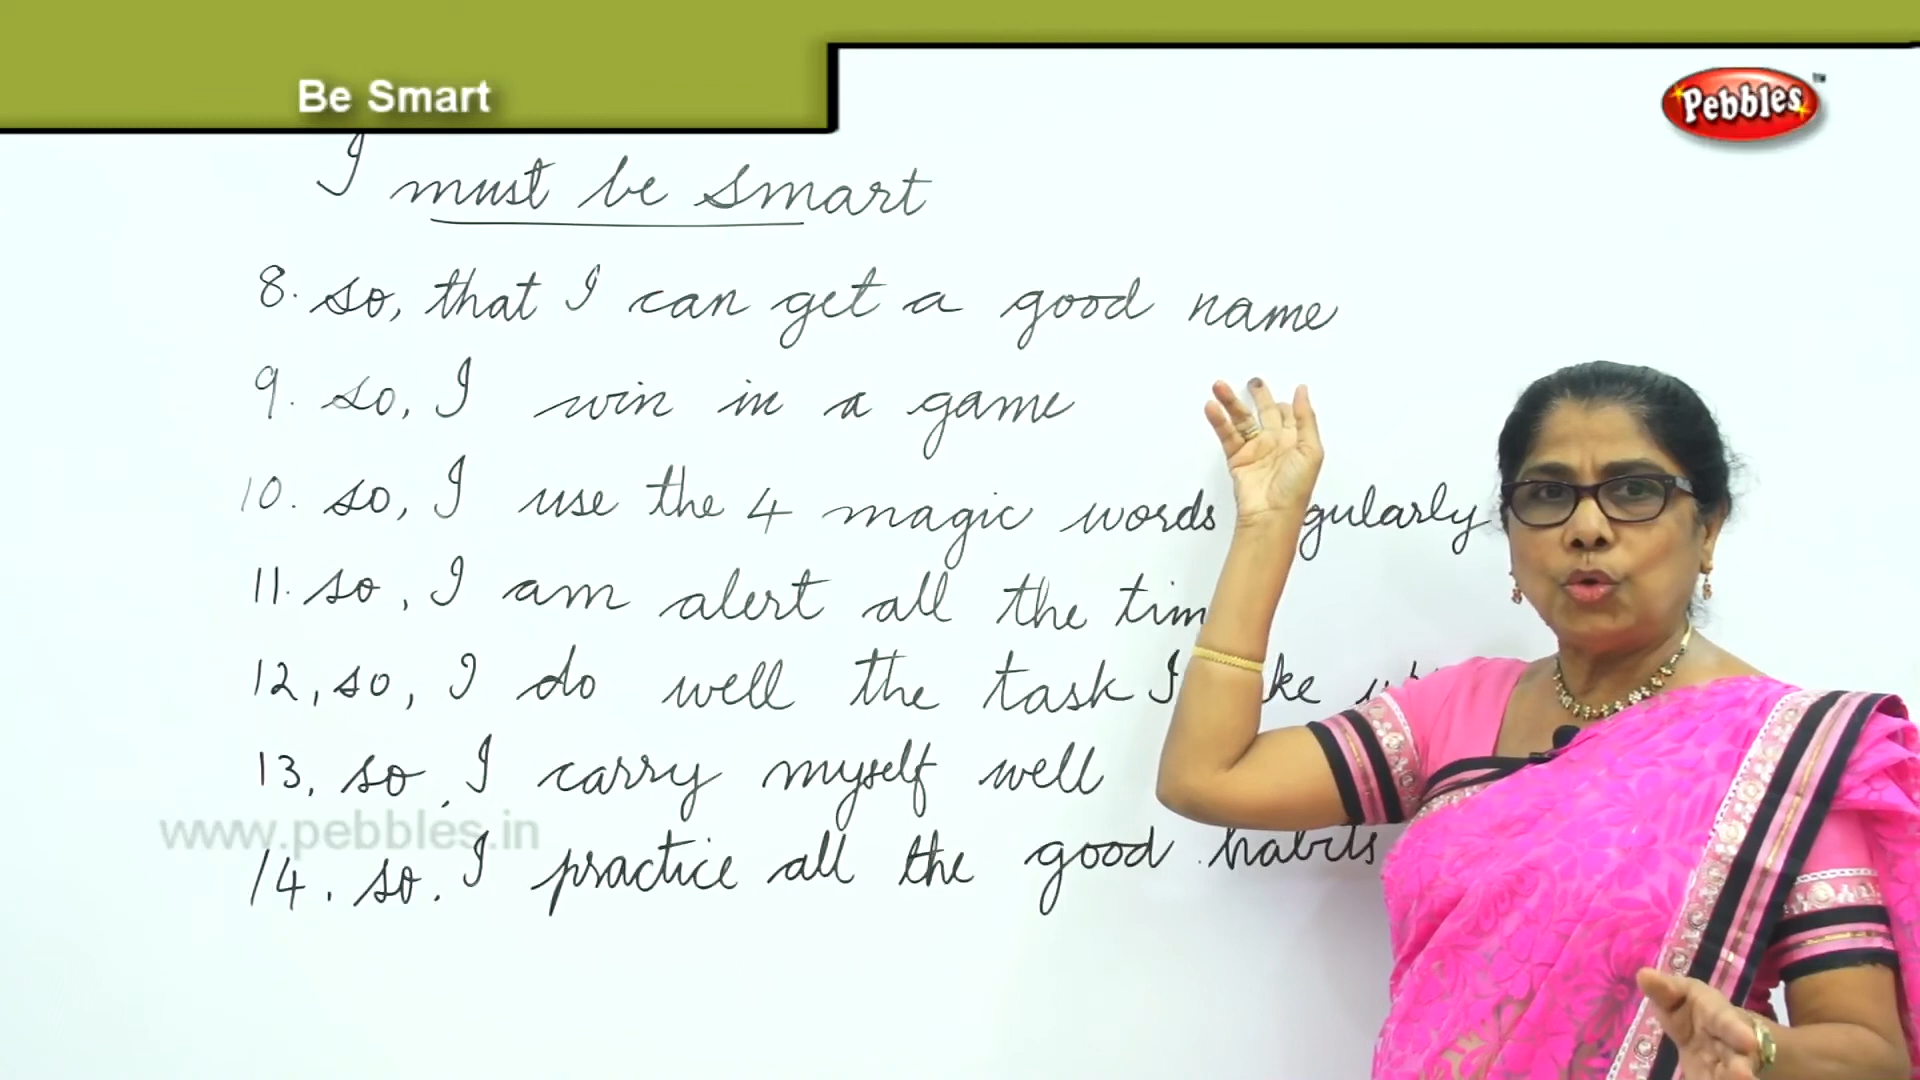 Be Smart
Pebbles™
I must be smart
8. so, that I can get a good name
9. so, I win in a game
10. so, I use the 4 magic words
11. so, I am alert all the
12, so, I do well the task I
13, so, I carry myself well
www.pebbles.in
14. so. I practice all the good habits